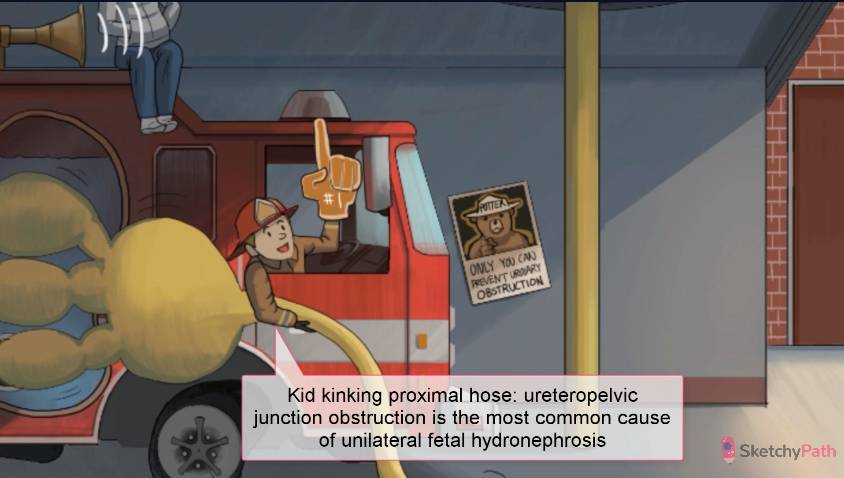 #1
POTTER
ONLY YOU CAN
PREVENT URINARY
OBSTRUCTION
Kid kinking proximal hose: ureteropelvic
junction obstruction is the most common cause
of unilateral fetal hydronephrosis
SketchyPath